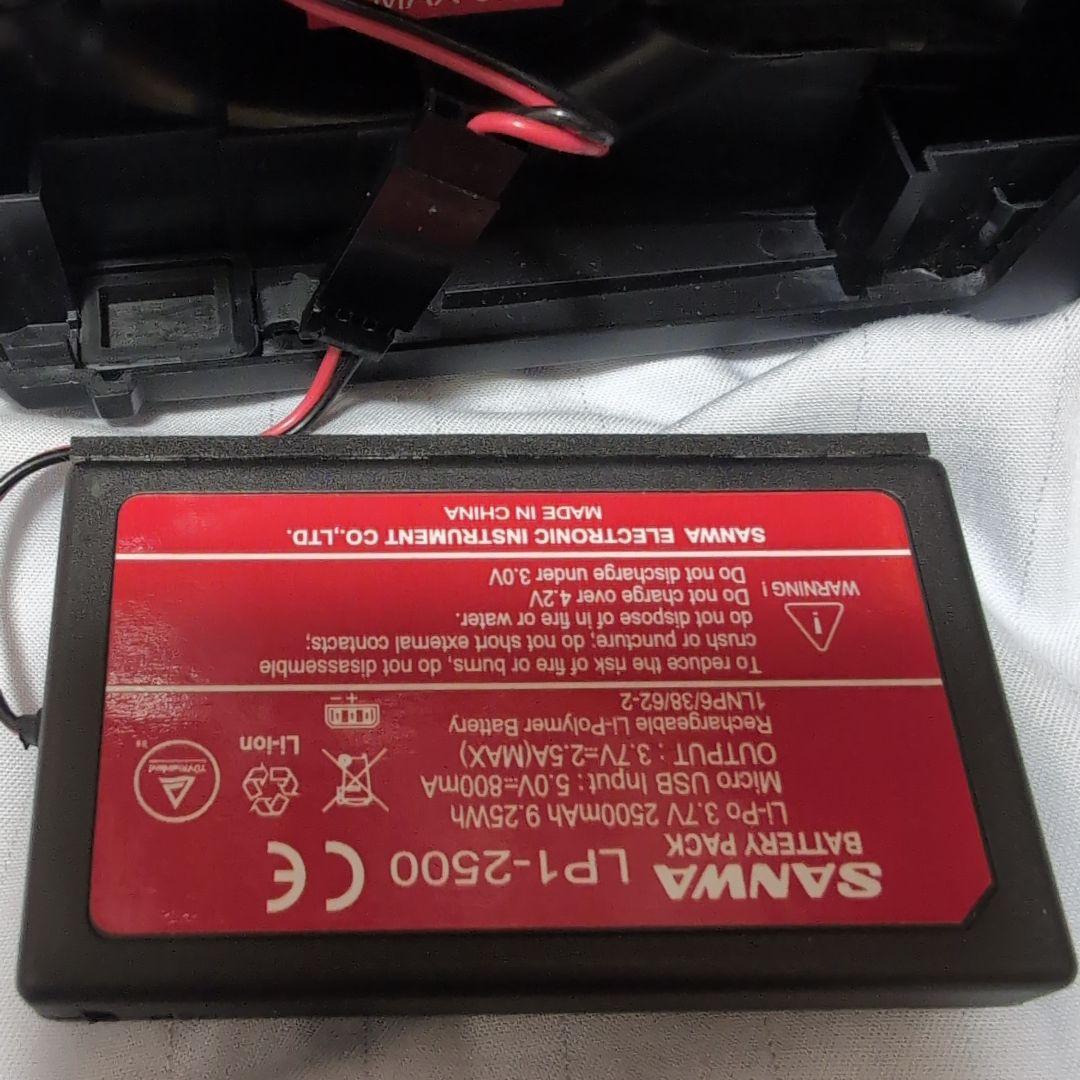 SANWA LP1-2500 CE
BATTERY PACK
Li-Po 3.7V 2500mAh 9.25Wh
Micro USB Input : 5.0V=800mA
OUTPUT : 3.7V=2.5A(MAX)
Rechargeable Li-Polymer Battery
1LNP6/38/62-2
Li-ion
- +
WARNING !
To reduce the risk of fire or burns, do not disassemble
crush or puncture; do not short external contacts;
do not dispose of in fire or water.
Do not charge over 4.2V
Do not discharge under 3.0V
SANWA ELECTRONIC INSTRUMENT CO.,LTD.
MADE IN CHINA